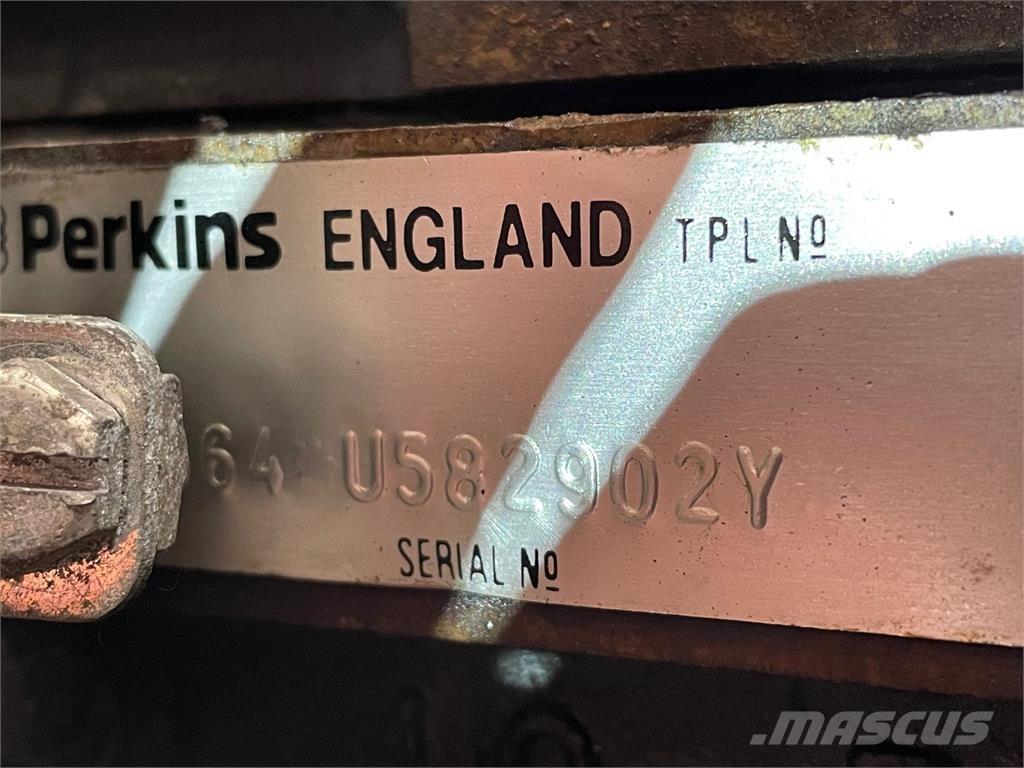 Perkins ENGLAND TPL Nº
64 U582902Y
SERIAL Nº
MASCUS